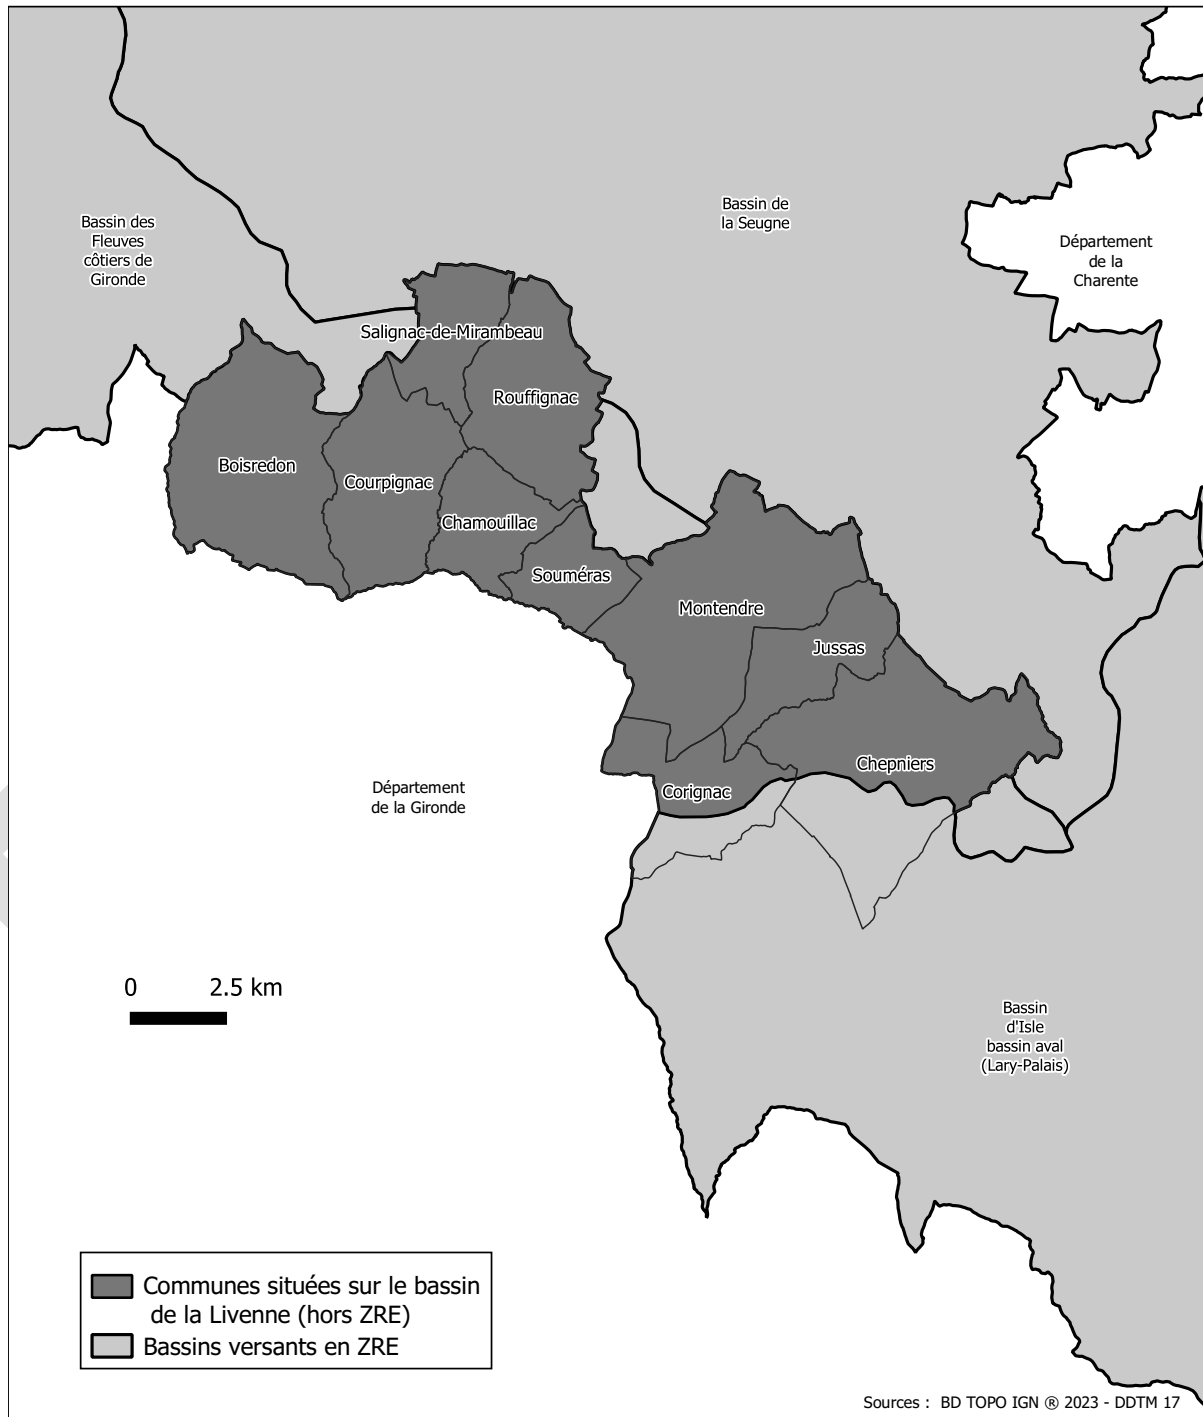 Bassin de
la Seugne
Bassin des
Fleuves
côtiers de
Gironde
Département
de la
Charente
Salignac-de-Mirambeau
Rouffignac
Boisredon
Courpignac
Chamouillac
Souméras
Montendre
Jussas
Chepniers
Corignac
Département
de la Gironde
0 2.5 km
Bassin
d'Isle
bassin aval
(Lary-Palais)
Communes situées sur le bassin
de la Livenne (hors ZRE)
Bassins versants en ZRE
Sources : BD TOPO IGN ® 2023 - DDTM 17